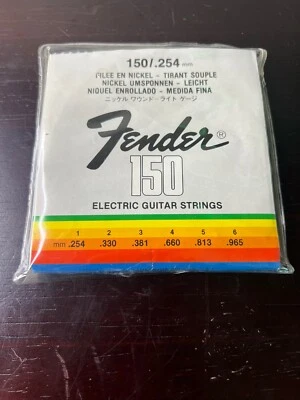 150/.254 mm
FILEE EN NICKEL - TIRANT SOUPLE
NICKEL UMSPONNEN - LEICHT
NIQUEL ENROLLADO - MEDIDA FINA
ニッケル ワウンド・ライト ゲージ
Fender®
150
ELECTRIC GUITAR STRINGS
1 2 3 4 5 6
mm .254 .330 .381 .660 .813 .965